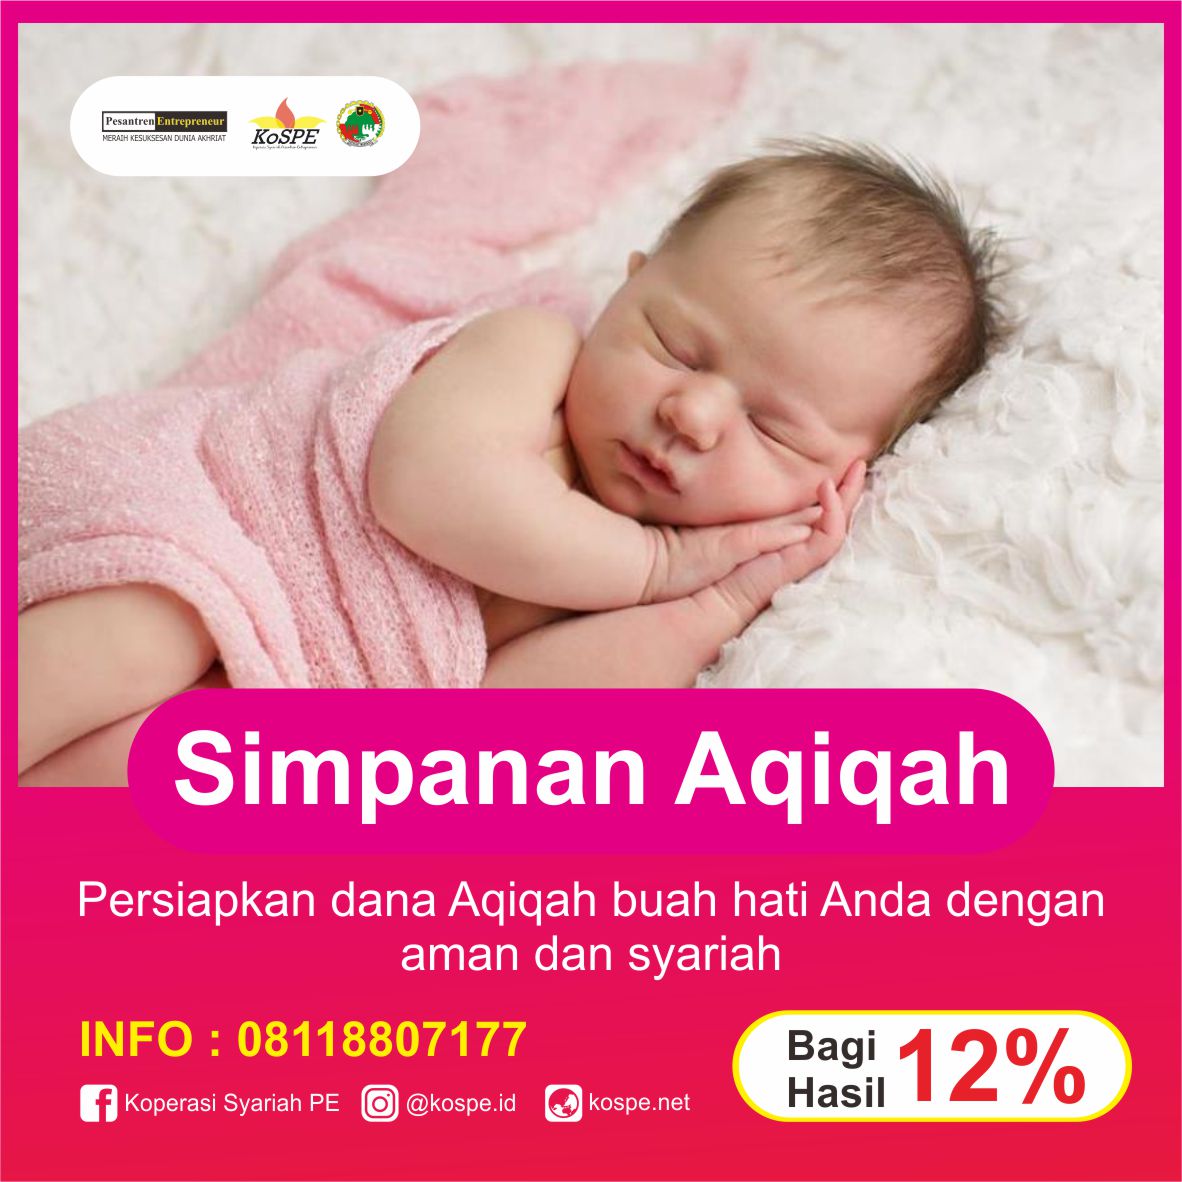 Pesantren Entrepreneur
MERAIH KESUKSESAN DUNIA AKHRIAT
KoSPE
Simpanan Aqiqah
Persiapkan dana Aqiqah buah hati Anda dengan
aman dan syariah
INFO : 08118807177
Bagi
Hasil
12%
Koperasi Syariah PE
@kospe.id
kospe.net